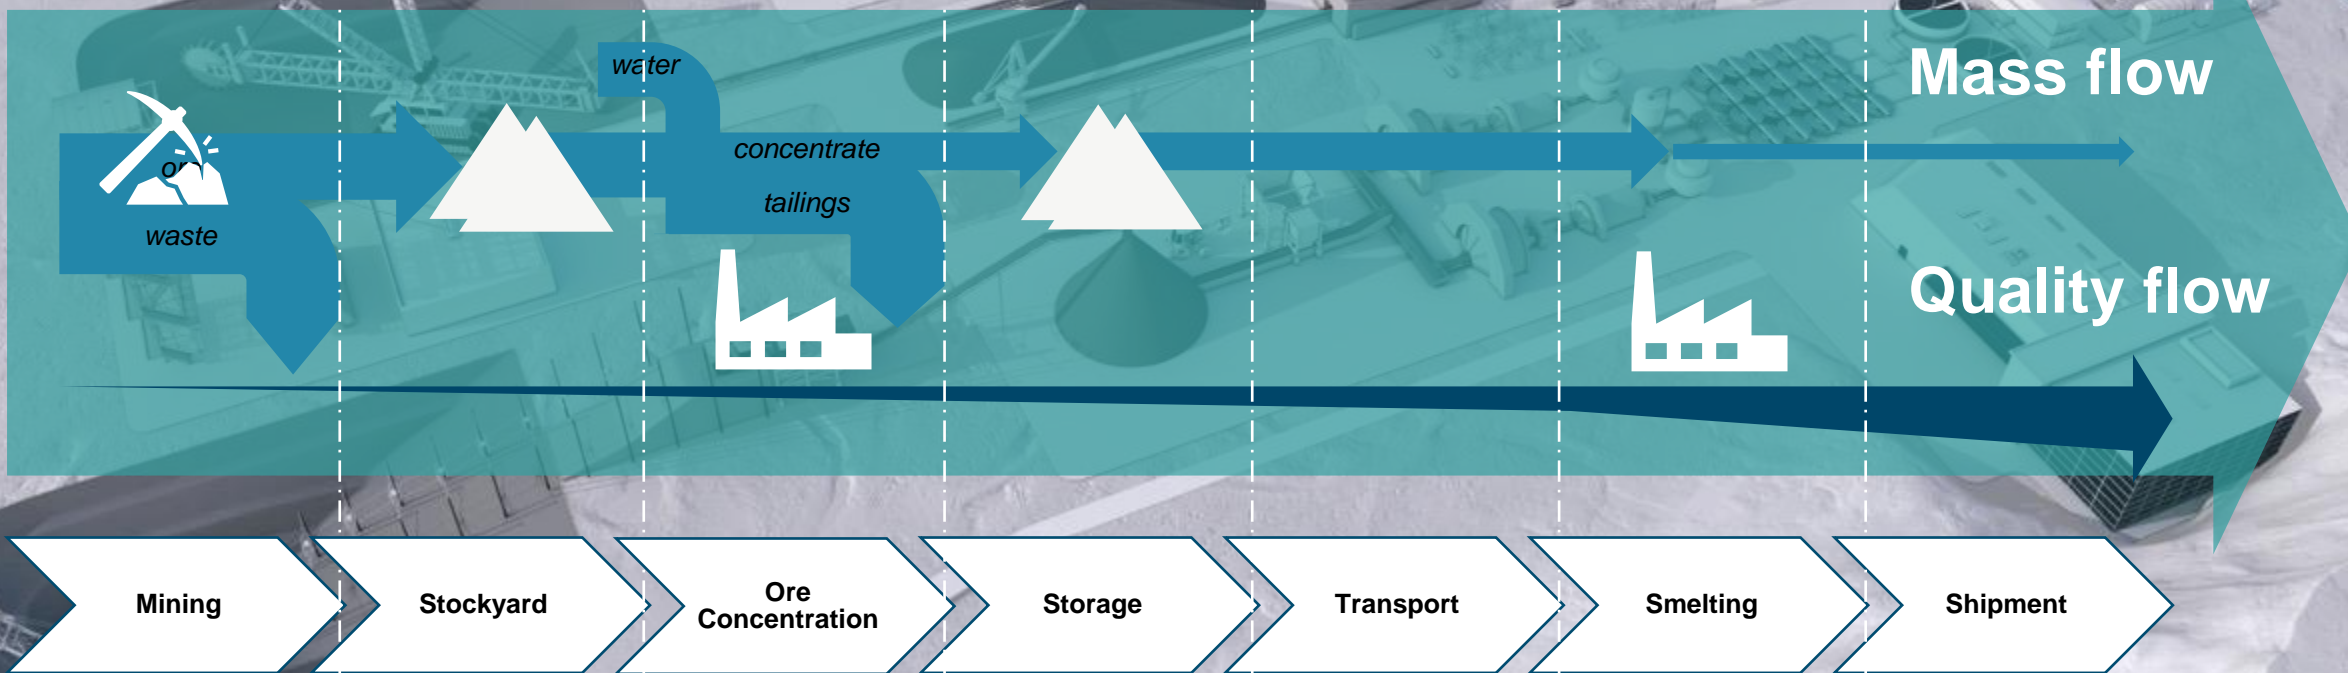 water
Mass flow
concentrate
tailings
waste
Quality flow
Mining
Stockyard
Ore
Concentration
Storage
Transport
Smelting
Shipment